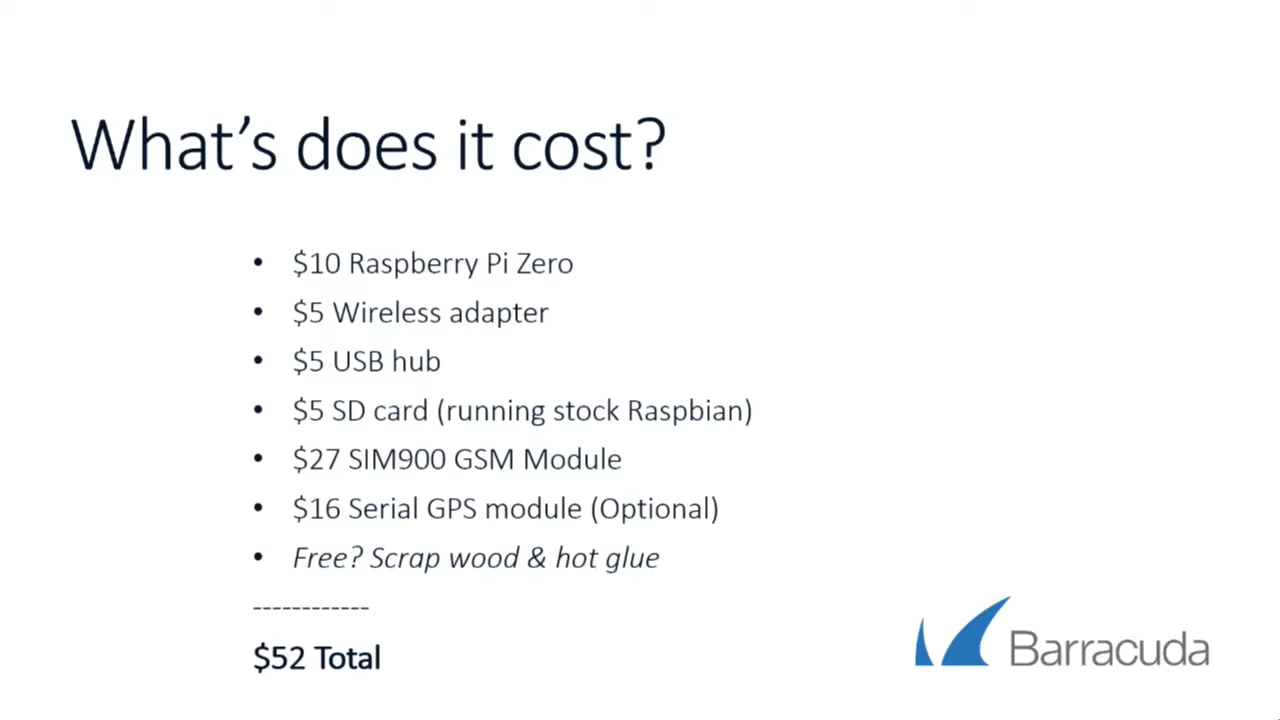 What's does it cost?
• $10 Raspberry Pi Zero
• $5 Wireless adapter
• $5 USB hub
• $5 SD card (running stock Raspbian)
• $27 SIM900 GSM Module
• $16 Serial GPS module (Optional)
• Free? Scrap wood & hot glue
------------
$52 Total
Barracuda